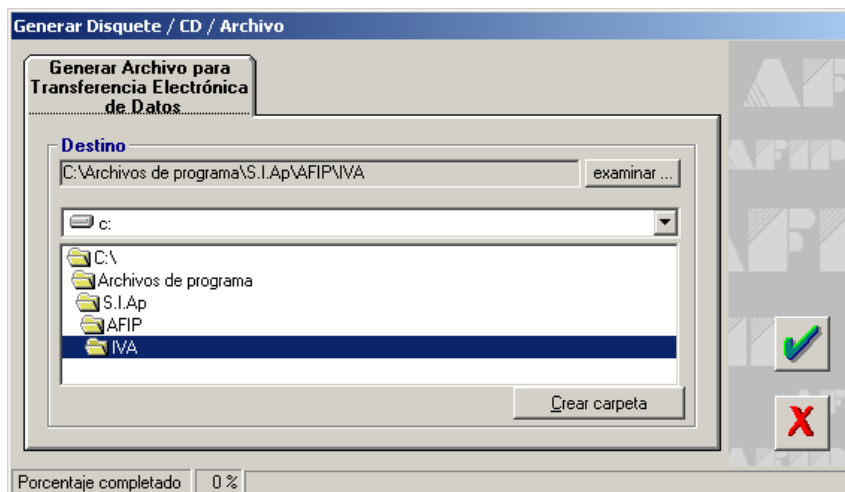 Generar Disquete / CD / Archivo
Generar Archivo para
Transferencia Electrónica
de Datos
Destino
C:\Archivos de programa\S.I.Ap\AFIP\IVA
examinar ...
c:
C:\
Archivos de programa
S.I.Ap
AFIP
IVA
Crear carpeta
Porcentaje completado 0 %
AFIP